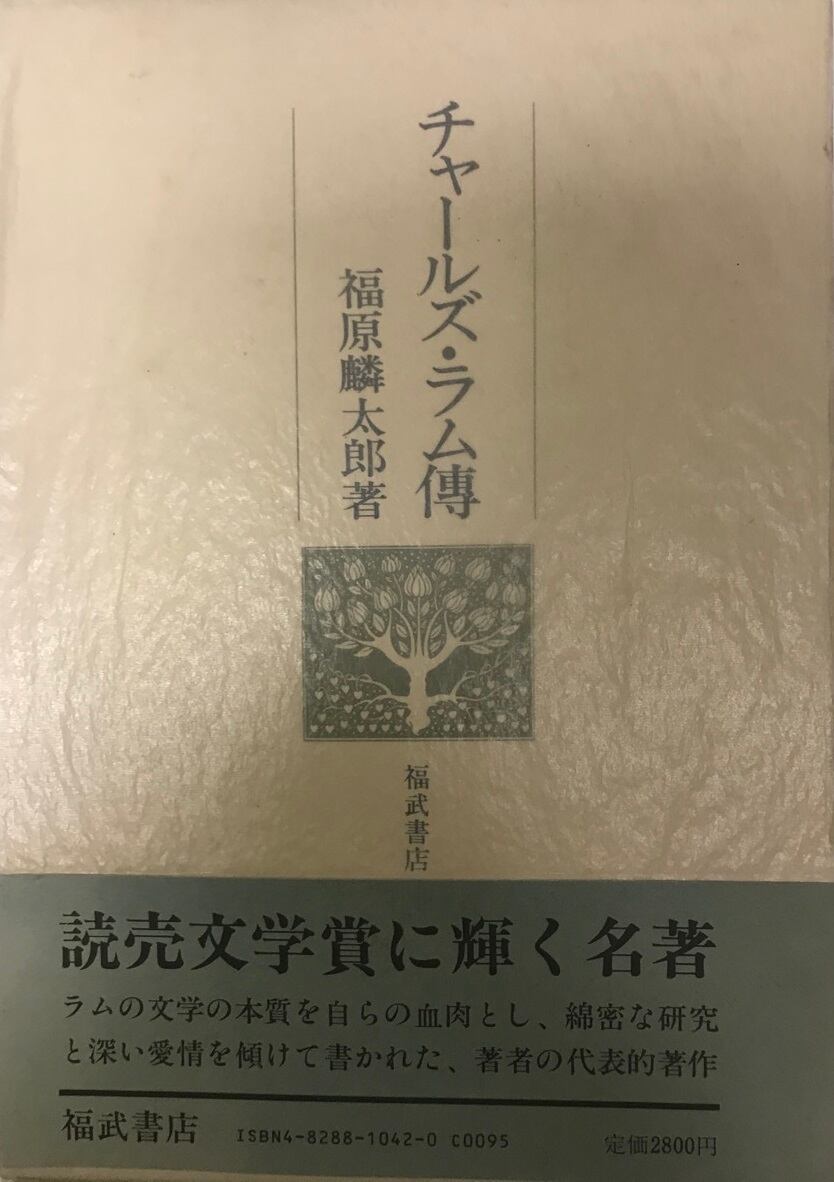 チャールズ・ラム傳
福原麟太郎著
福武書店
読売文学賞に輝く名著
ラムの文学の本質を自らの血肉とし、綿密な研究
と深い愛情を傾けて書かれた、著者の代表的著作
福武書店 ISBN4-8288-1042-0 C0095 定価2800円